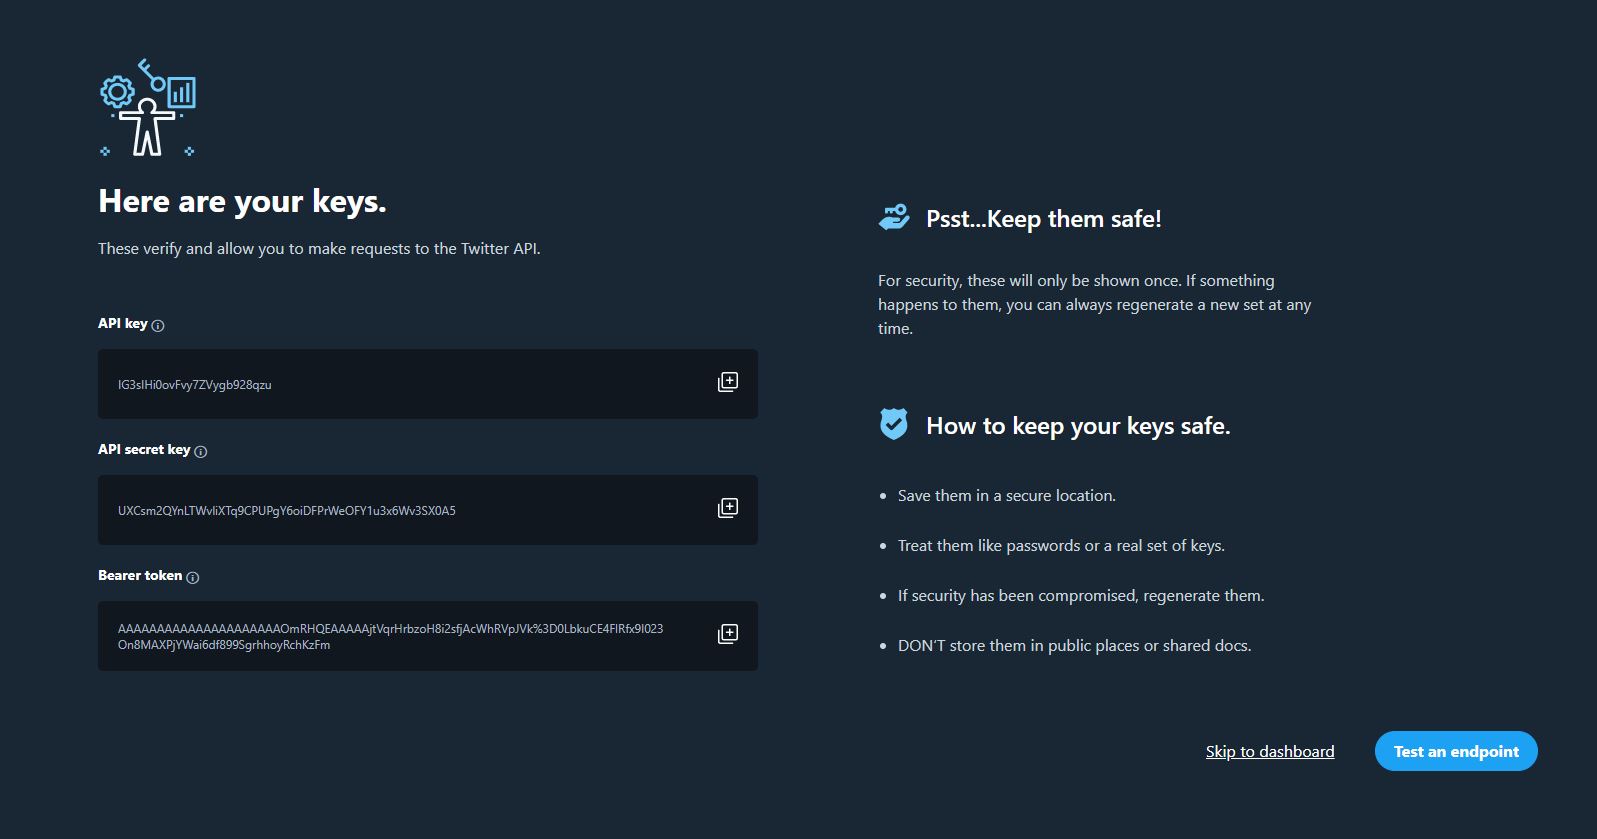 Here are your keys.
These verify and allow you to make requests to the Twitter API.
API key
API secret key
Bearer token
Psst...Keep them safe!
For security, these will only be shown once. If something
happens to them, you can always regenerate a new set at any
time.
How to keep your keys safe.
Save them in a secure location.
Treat them like passwords or a real set of keys.
If security has been compromised, regenerate them.
DON'T store them in public places or shared docs.
Skip to dashboard
Test an endpoint